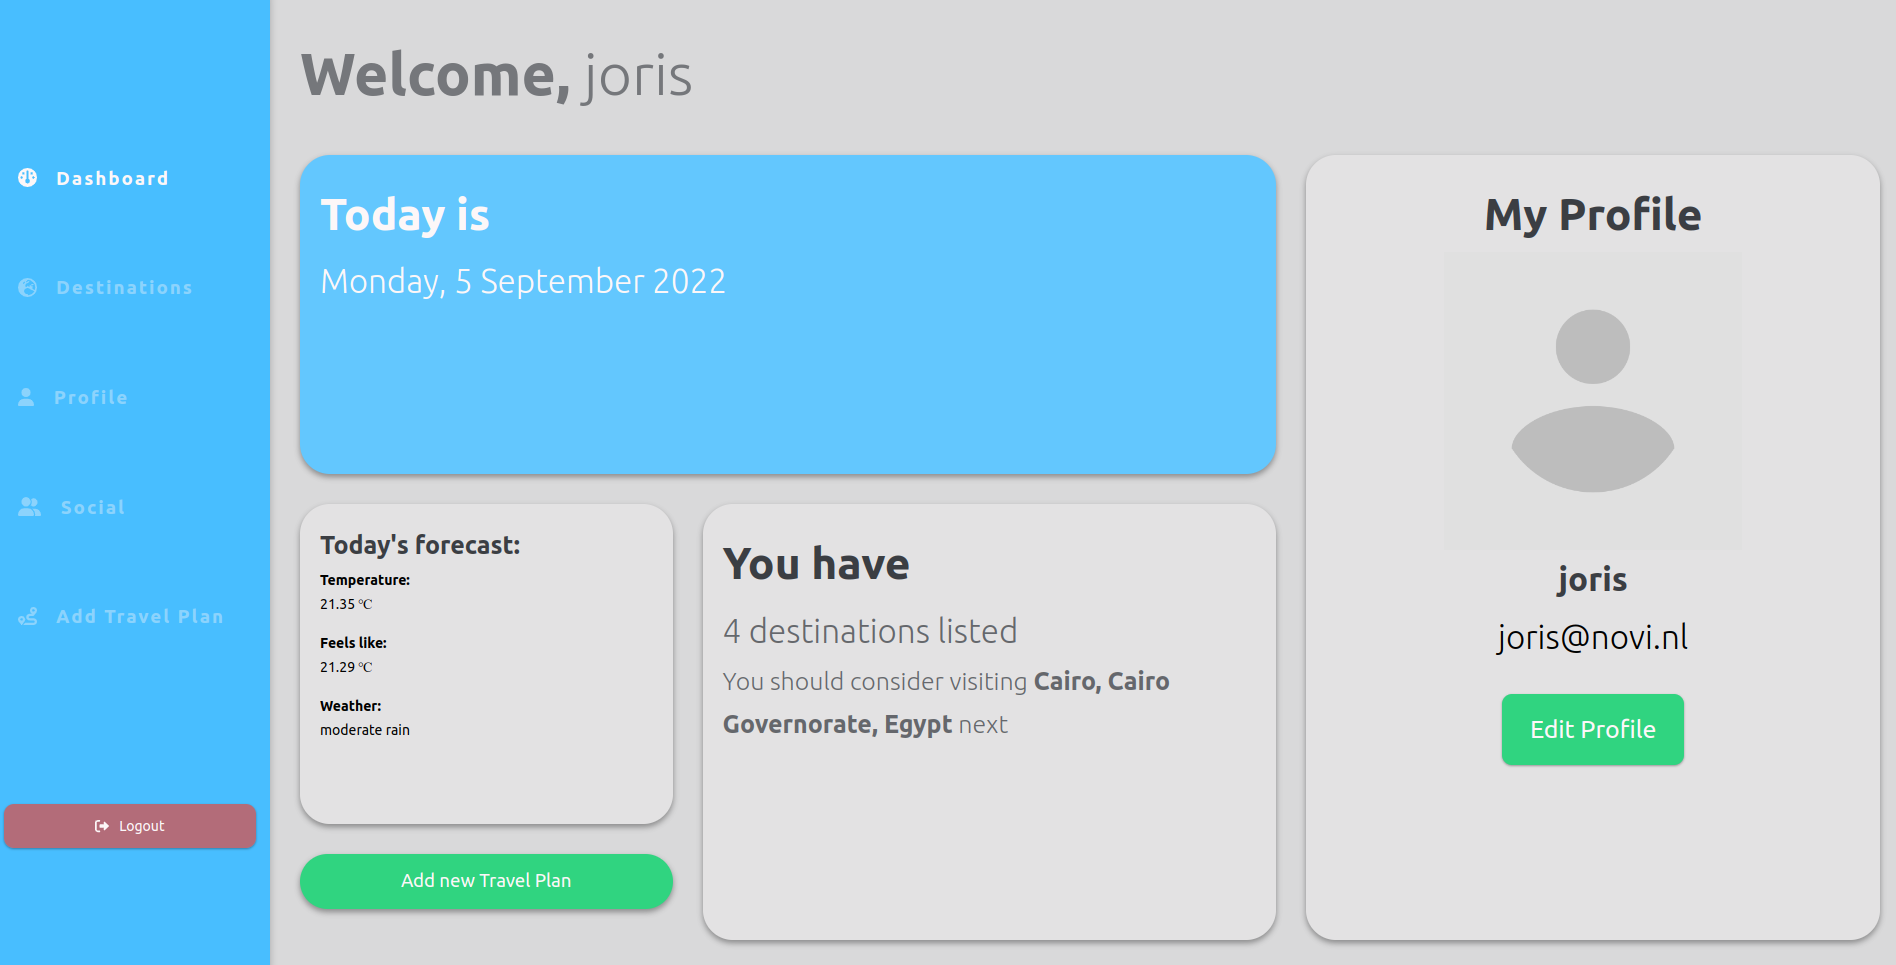 Dashboard
Destinations
Profile
Social
Add Travel Plan
Logout
Welcome, joris
Today is
Monday, 5 September 2022
Today's forecast:
Temperature:
21.35 °C
Feels like:
21.29 °C
Weather:
moderate rain
Add new Travel Plan
You have
4 destinations listed
You should consider visiting Cairo, Cairo
Governorate, Egypt next
My Profile
joris
joris@novi.nl
Edit Profile